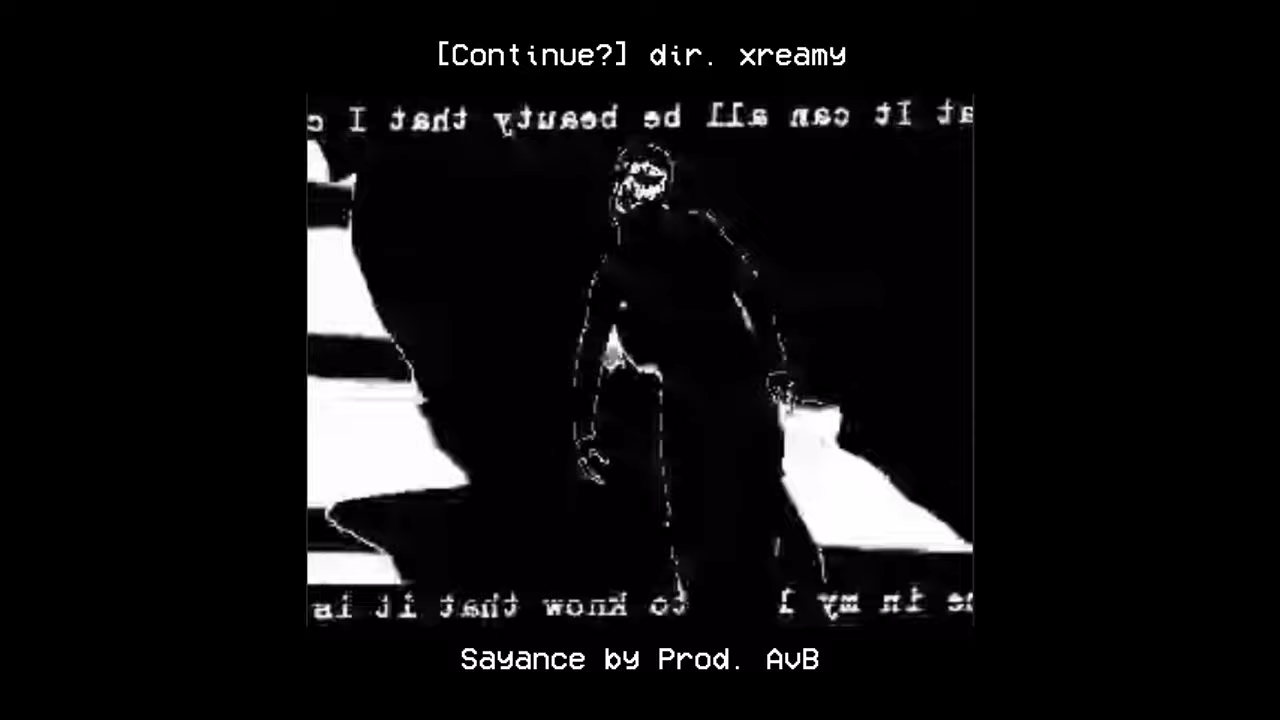 [Continue?] dir. xreamy
at It can all be beauty that I c
in my to know that it is
Sayance by Prod. AvB